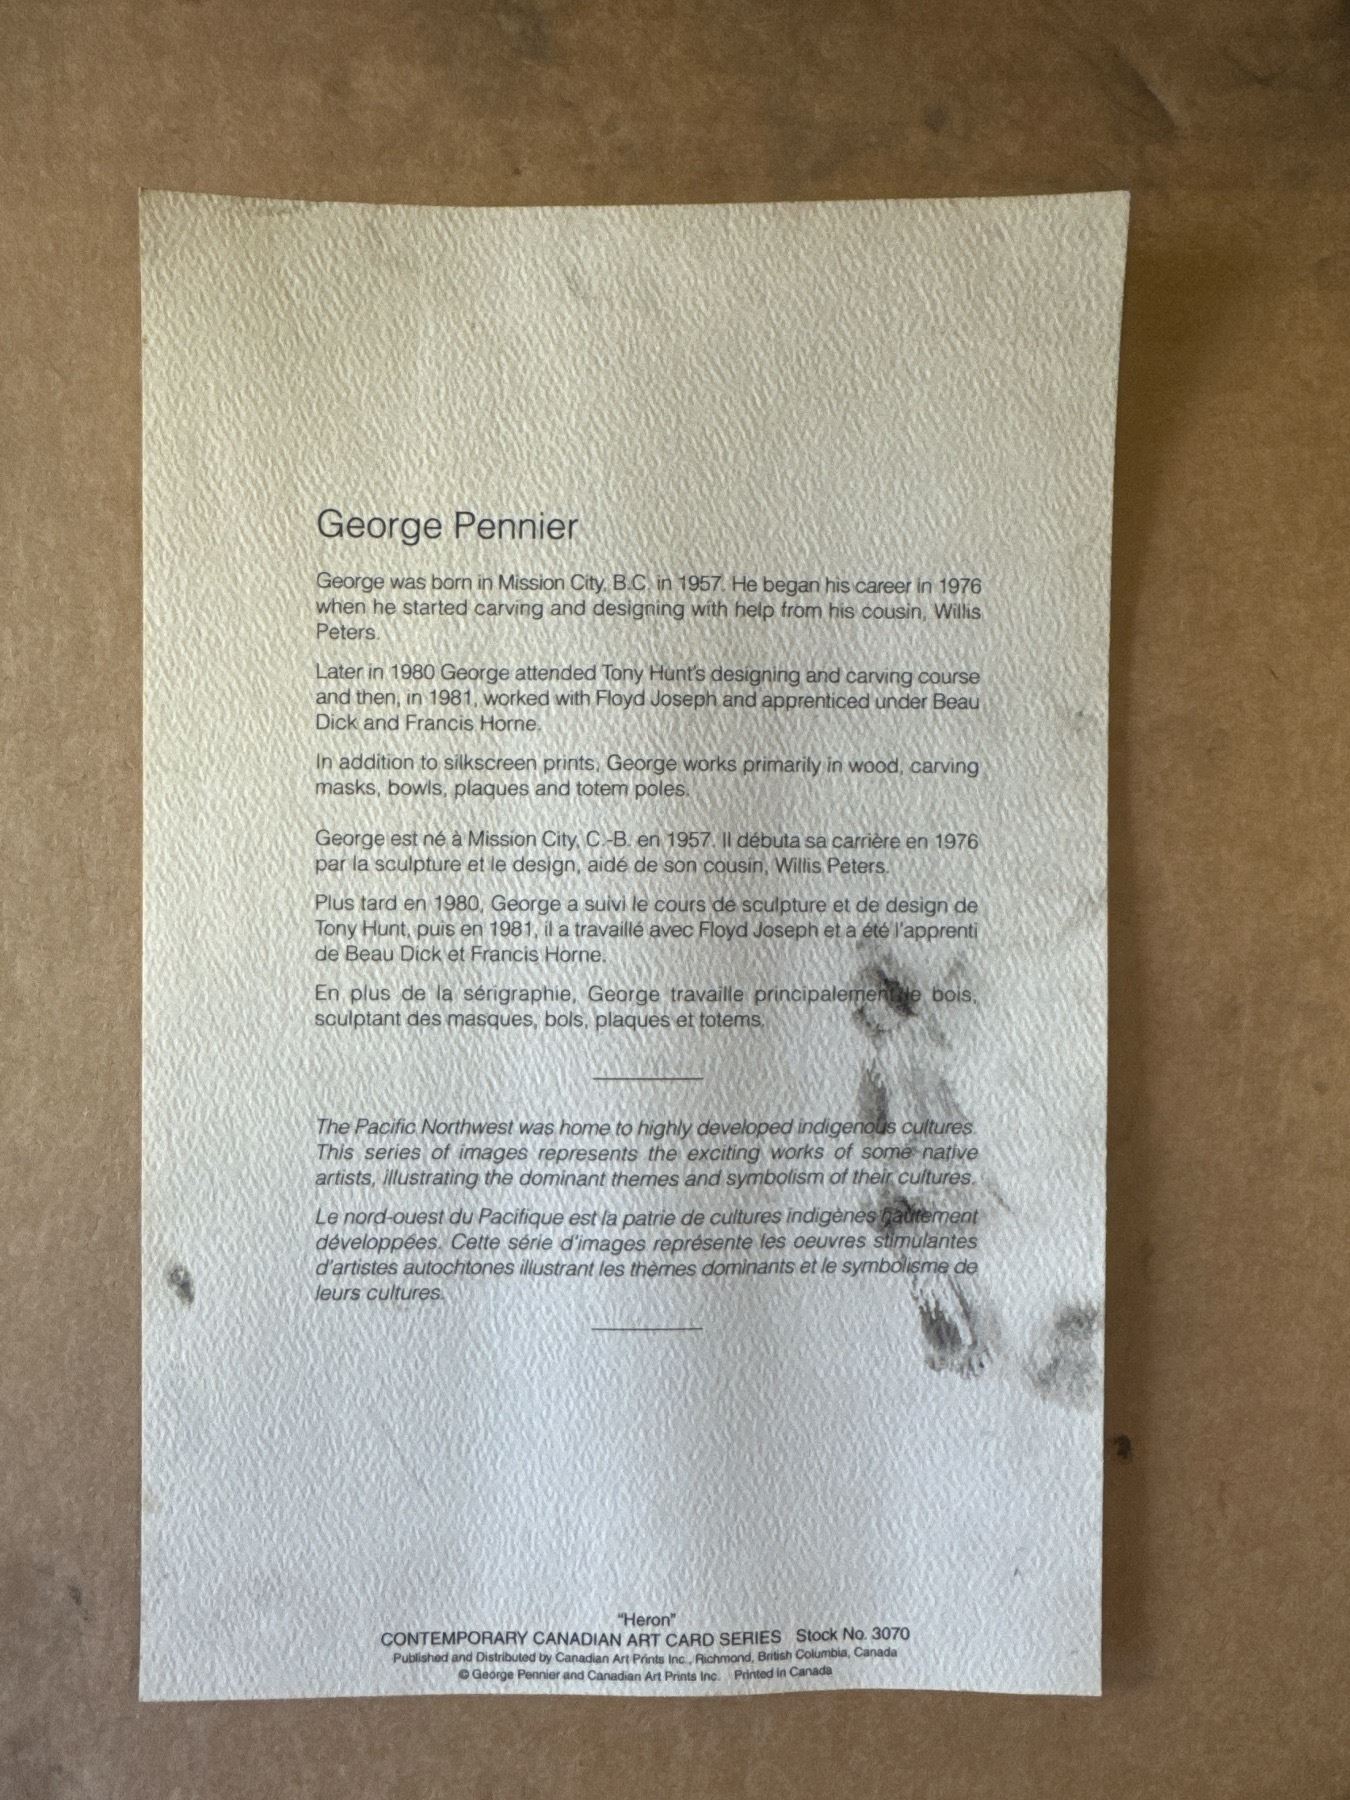 George Pennier
George was born in Mission City, B.C. in 1957. He began his career in 1976
when he started carving and designing with help from his cousin, Willis
Peters.
Later in 1980 George attended Tony Hunt's designing and carving course
and then, in 1981, worked with Floyd Joseph and apprenticed under Beau
Dick and Francis Horne.
In addition to silkscreen prints, George works primarily in wood, carving
masks, bowls, plaques and totem poles.
George est né à Mission City, C.-B. en 1957. Il débuta sa carrière en 1976
par la sculpture et le design, aidé de son cousin, Willis Peters.
Plus tard en 1980, George a suivi le cours de sculpture et de design de
Tony Hunt, puis en 1981, il a travaillé avec Floyd Joseph et a été l'apprenti
de Beau Dick et Francis Horne.
En plus de la sérigraphie, George travaille principalement le bois,
sculptant des masques, bols, plaques et totems.
The Pacific Northwest was home to highly developed indigenous cultures.
This series of images represents the exciting works of some native
artists, illustrating the dominant themes and symbolism of their cultures.
Le nord-ouest du Pacifique est la patrie de cultures indigènes hautement
développées. Cette série d'images représente les oeuvres stimulantes
d'artistes autochtones illustrant les thèmes dominants et le symbolisme de
leurs cultures.
"Heron"
CONTEMPORARY CANADIAN ART CARD SERIES Stock No. 3070
Published and Distributed by Canadian Art Prints Inc., Richmond, British Columbia, Canada
© George Pennier and Canadian Art Prints Inc. Printed in Canada